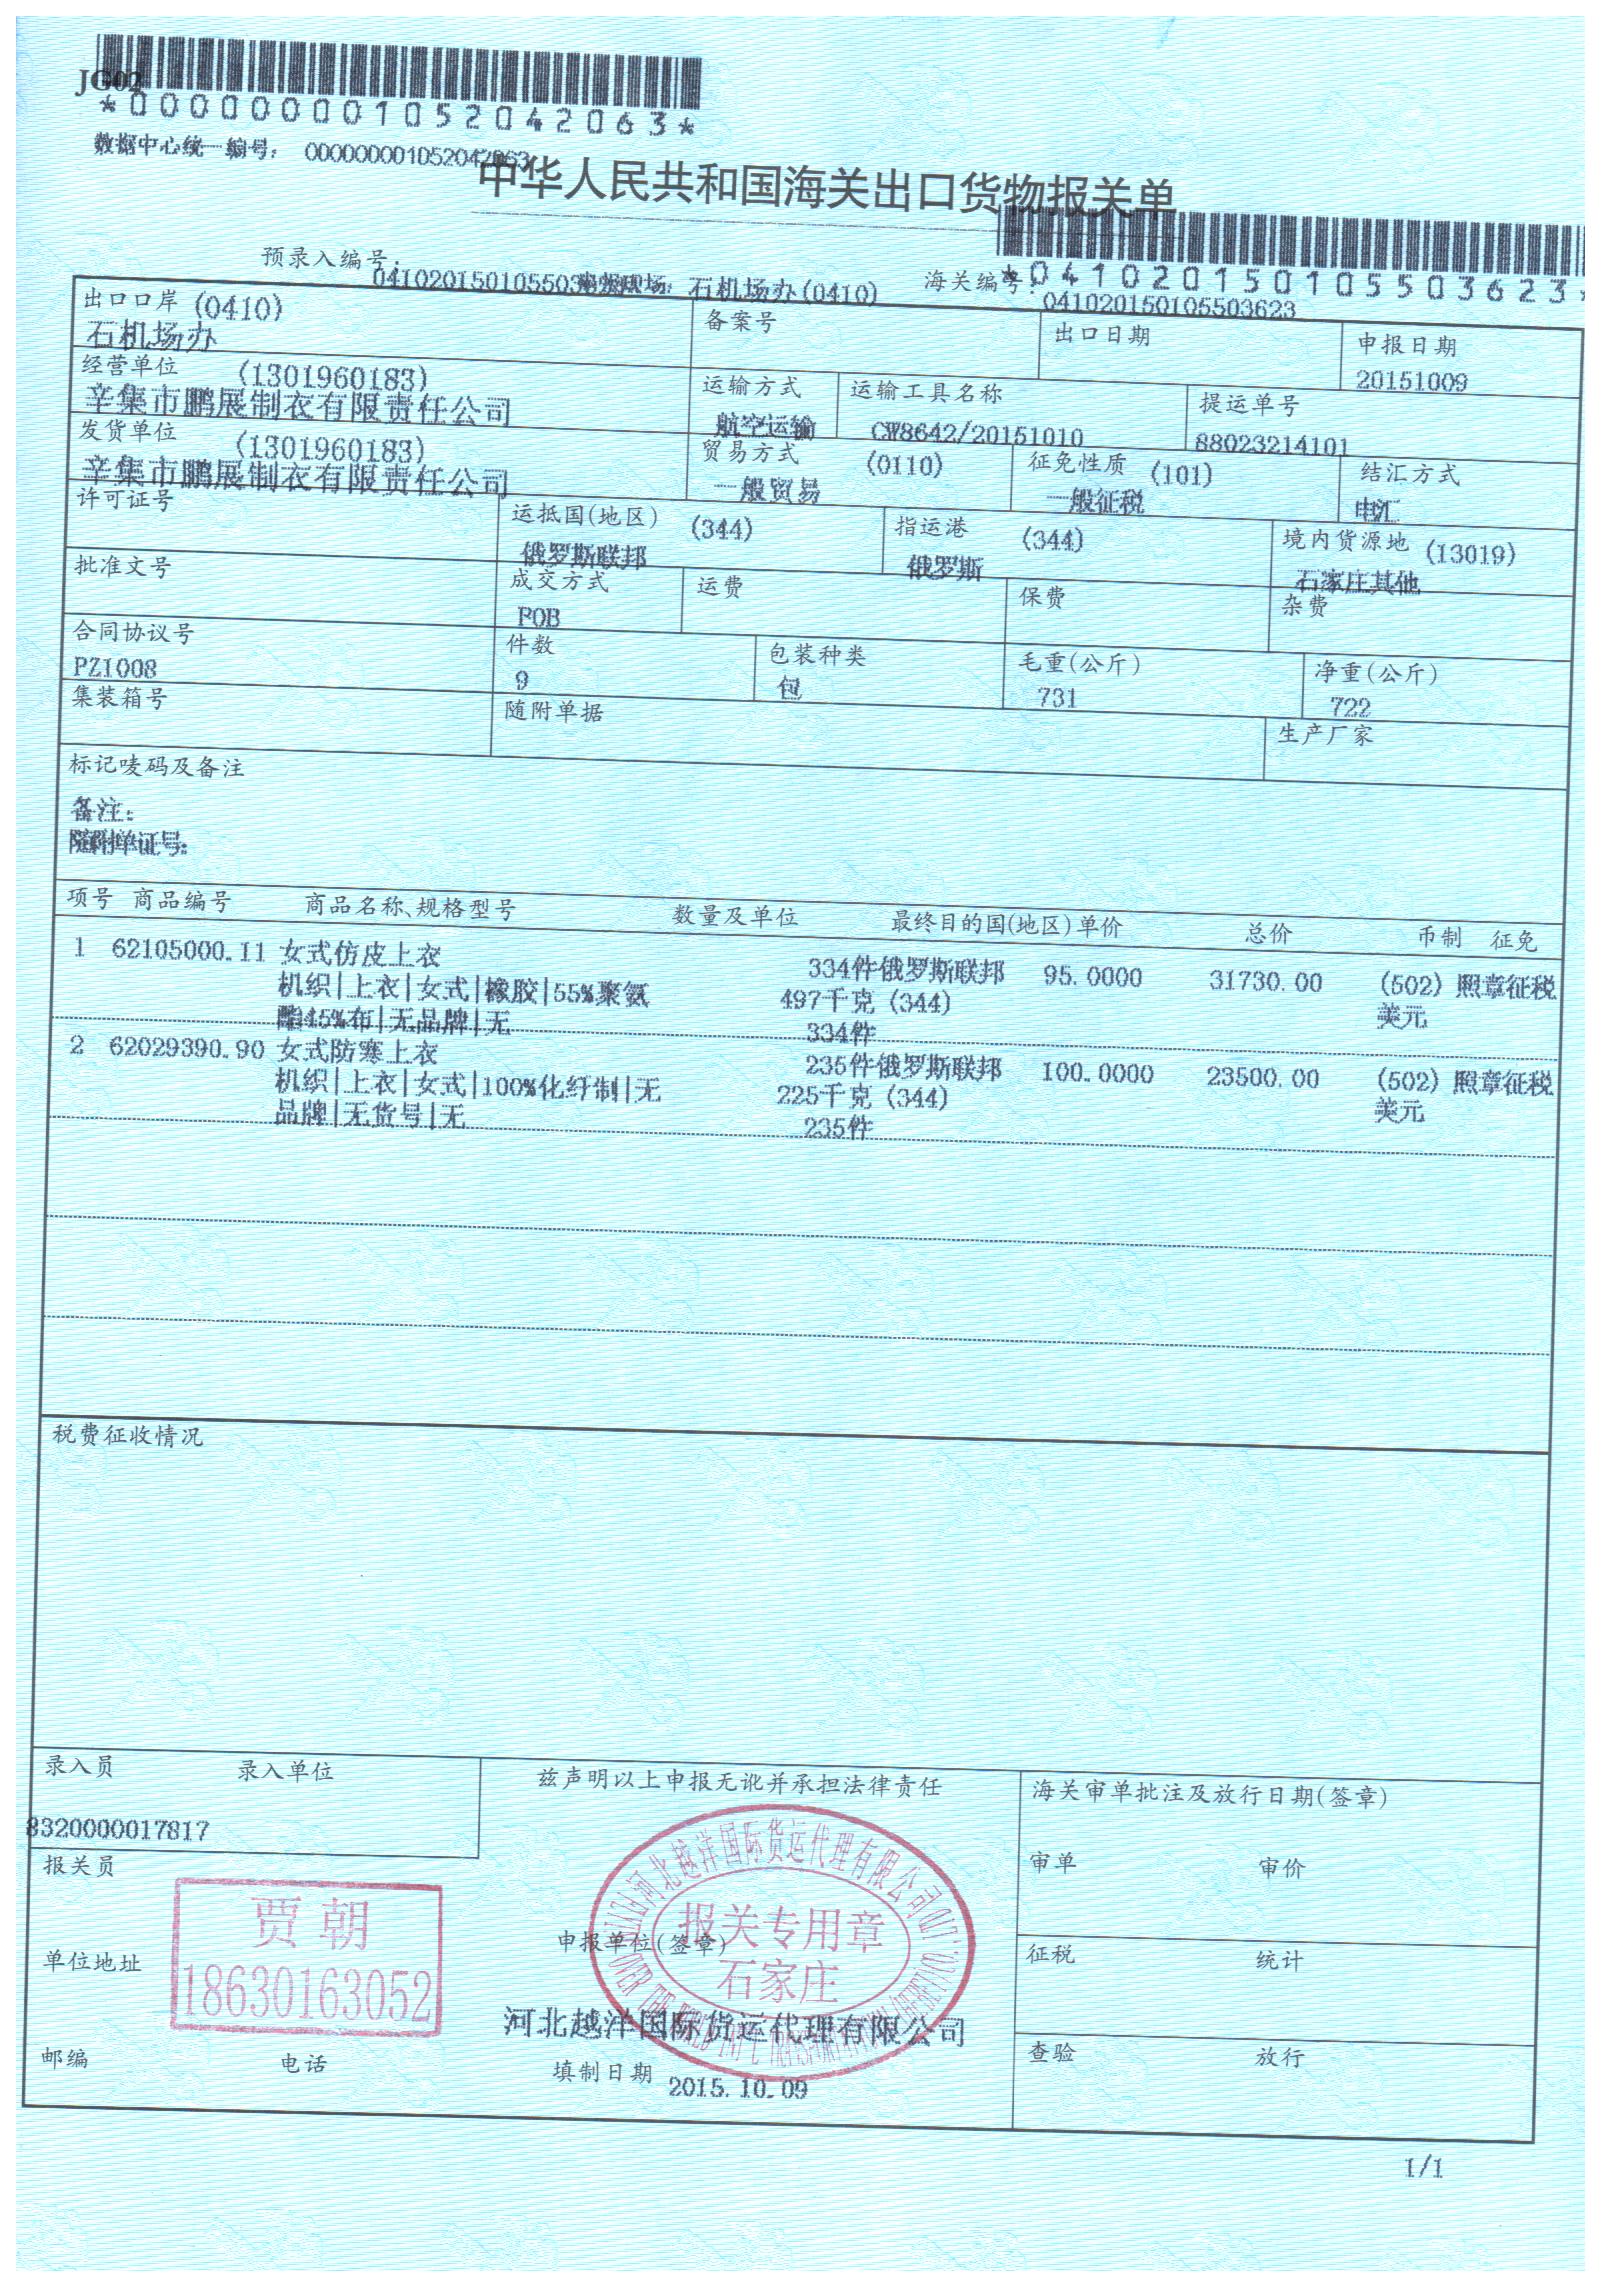 JG02
*000000001052042063*
数据中心统一编号： 000000001052042063
中华人民共和国海关出口货物报关单
*041020150105503623*
预录入编号： 申报现场：石机场办(0410) 海关编号： 041020150105503623
出口口岸 (0410) 备案号 出口日期 申报日期
石机场办 20151009
经营单位 (1301960183) 运输方式 运输工具名称 提运单号
辛集市鹏展制衣有限责任公司 航空运输 CW8642/20151010 88023214101
发货单位 (1301960183) 贸易方式 (0110) 征免性质 (101) 结汇方式
辛集市鹏展制衣有限责任公司 一般贸易 一般征税 电汇
许可证号 运抵国(地区) (344) 指运港 (344) 境内货源地 (13019)
俄罗斯联邦 俄罗斯 石家庄其他
批准文号 成交方式 运费 保费 杂费
FOB
合同协议号 件数 包装种类 毛重(公斤) 净重(公斤)
PZ1008 9 包 731 722
集装箱号 随附单据 生产厂家
标记唛码及备注
备注：
随附单证号：
项号 商品编号 商品名称、规格型号 数量及单位 最终目的国(地区) 单价 总价 币制 征免
1 62105000.11 女式仿皮上衣 334件俄罗斯联邦 95.0000 31730.00 (502) 照章征税
机织|上衣|女式|橡胶|55%聚氨 497千克 (344) 美元
酯45%布|无品牌|无 334件
2 62029390.90 女式防寒上衣 235件俄罗斯联邦 100.0000 23500.00 (502) 照章征税
机织|上衣|女式|100%化纤制|无 225千克 (344) 美元
品牌|无货号|无 235件
税费征收情况
录入员 录入单位 兹声明以上申报无讹并承担法律责任 海关审单批注及放行日期(签章)
8320000017817
报关员 审单 审价
贾朝
18630163052
河北越洋国际货运代理有限公司
报关专用章
石家庄
单位地址 申报单位(签章) 征税 统计
河北越洋国际货运代理有限公司
邮编 电话 填制日期 2015.10.09 查验 放行
1/1